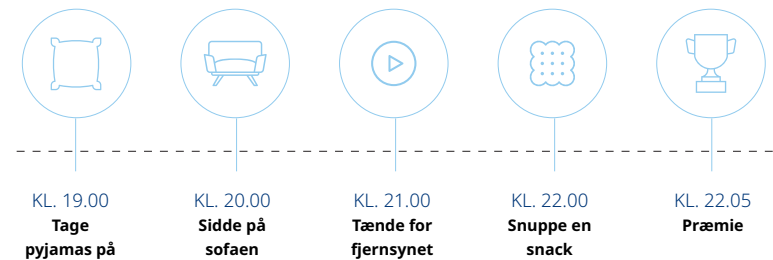 KL. 19.00
Tage
pyjamas på
KL. 20.00
Sidde på
sofaen
KL. 21.00
Tænde for
fjernsynet
KL. 22.00
Snuppe en
snack
KL. 22.05
Præmie